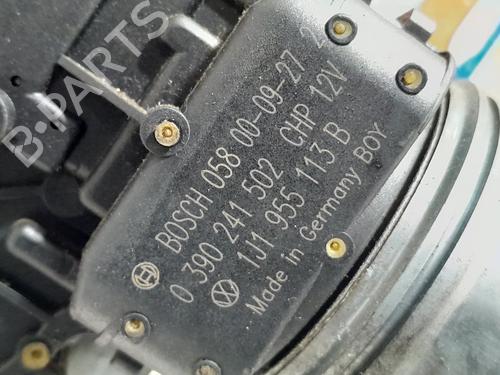 BOSCH 058 00-09-27 2
0 390 241 502 CHP 12V
1J1 955 113 B
Made in Germany BOY
B-PARTS